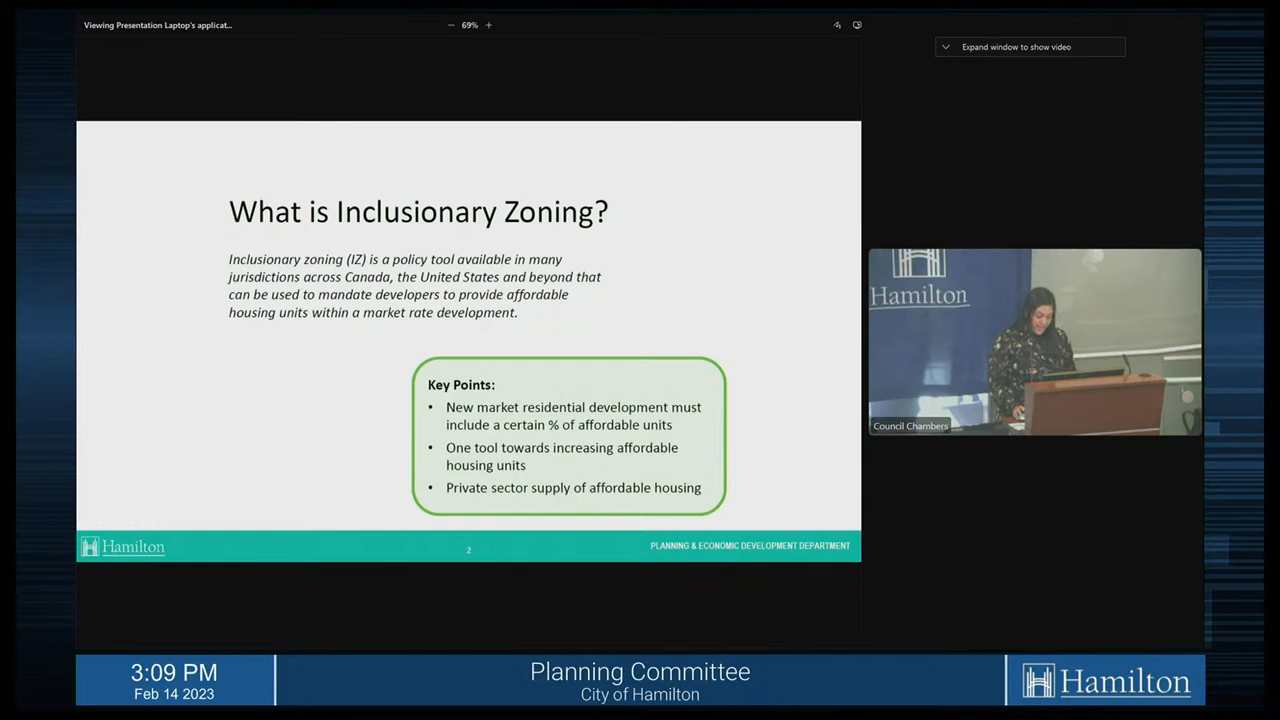 Viewing Presentation Laptop's applicat...
69%
Expand window to show video
What is Inclusionary Zoning?
Inclusionary zoning (IZ) is a policy tool available in many
jurisdictions across Canada, the United States and beyond that
can be used to mandate developers to provide affordable
housing units within a market rate development.
Key Points:
• New market residential development must
include a certain % of affordable units
• One tool towards increasing affordable
housing units
• Private sector supply of affordable housing
Hamilton
2
PLANNING & ECONOMIC DEVELOPMENT DEPARTMENT
Hamilton
Council Chambers
3:09 PM
Feb 14 2023
Planning Committee
City of Hamilton
Hamilton